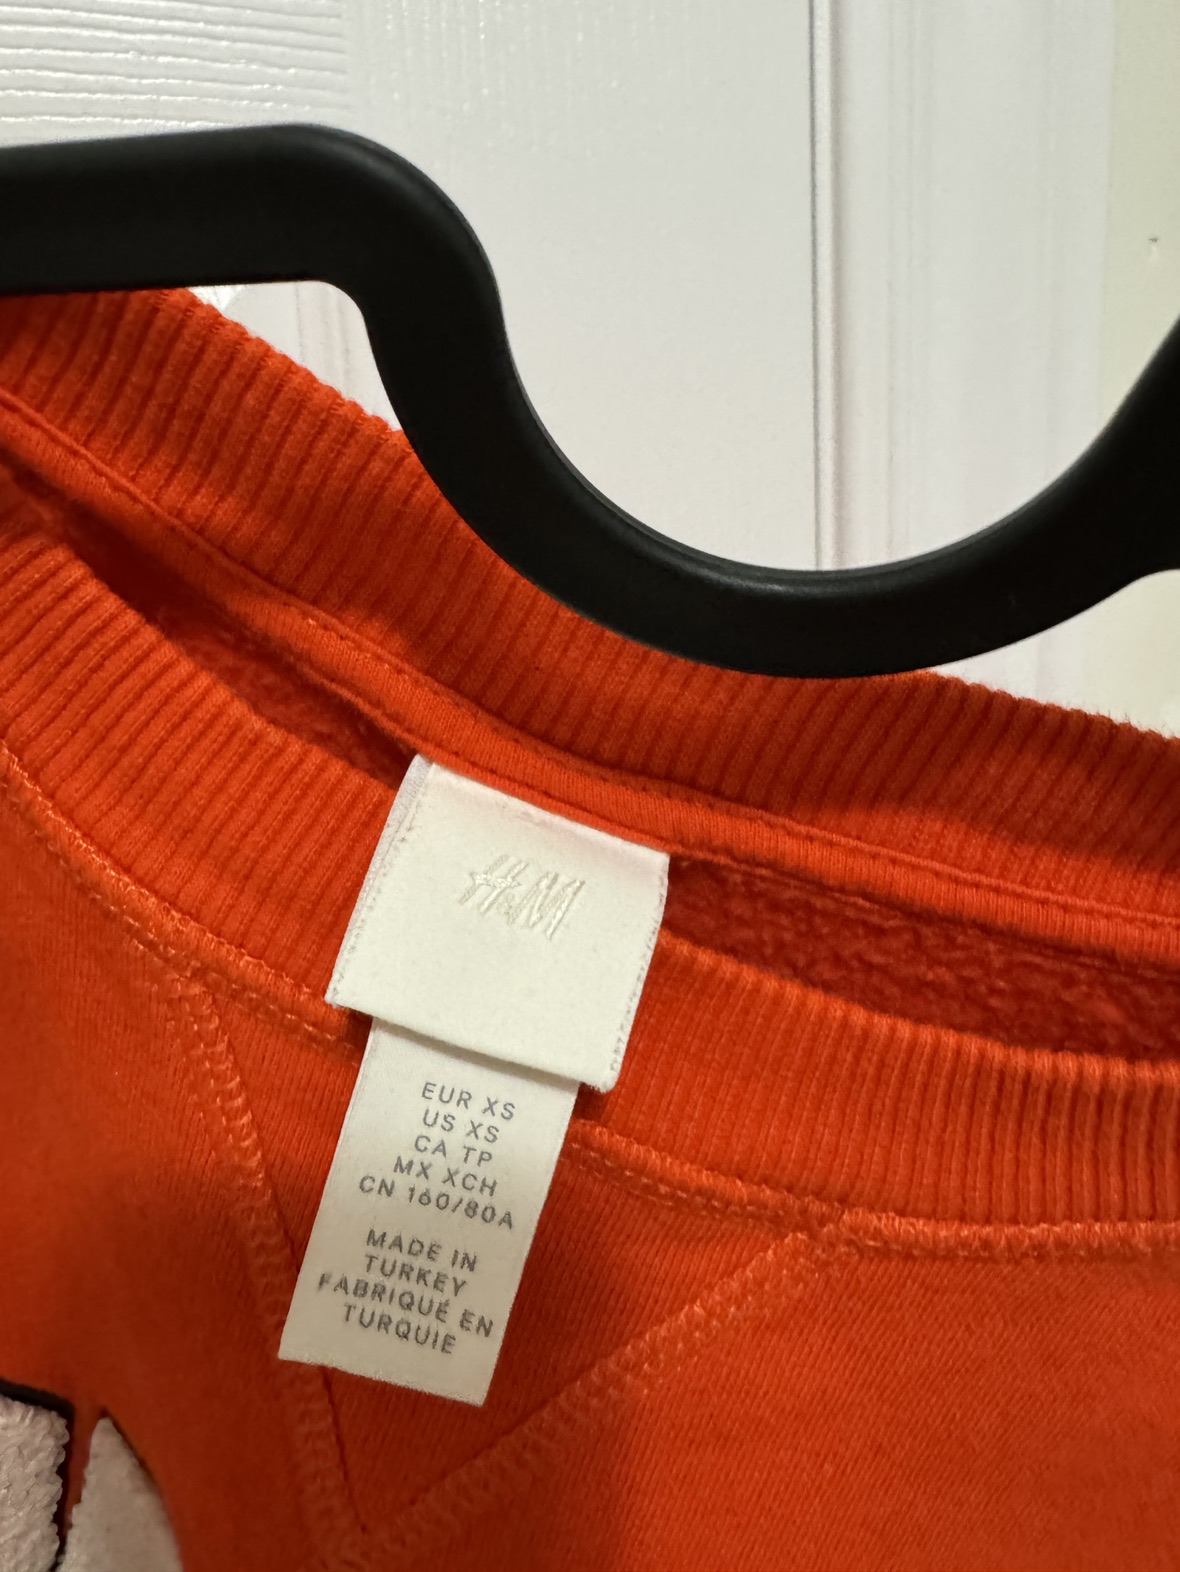 H&M
EUR XS
US XS
CA TP
MX XCH
CN 160/80A
MADE IN
TURKEY
FABRIQUÉ EN
TURQUIE